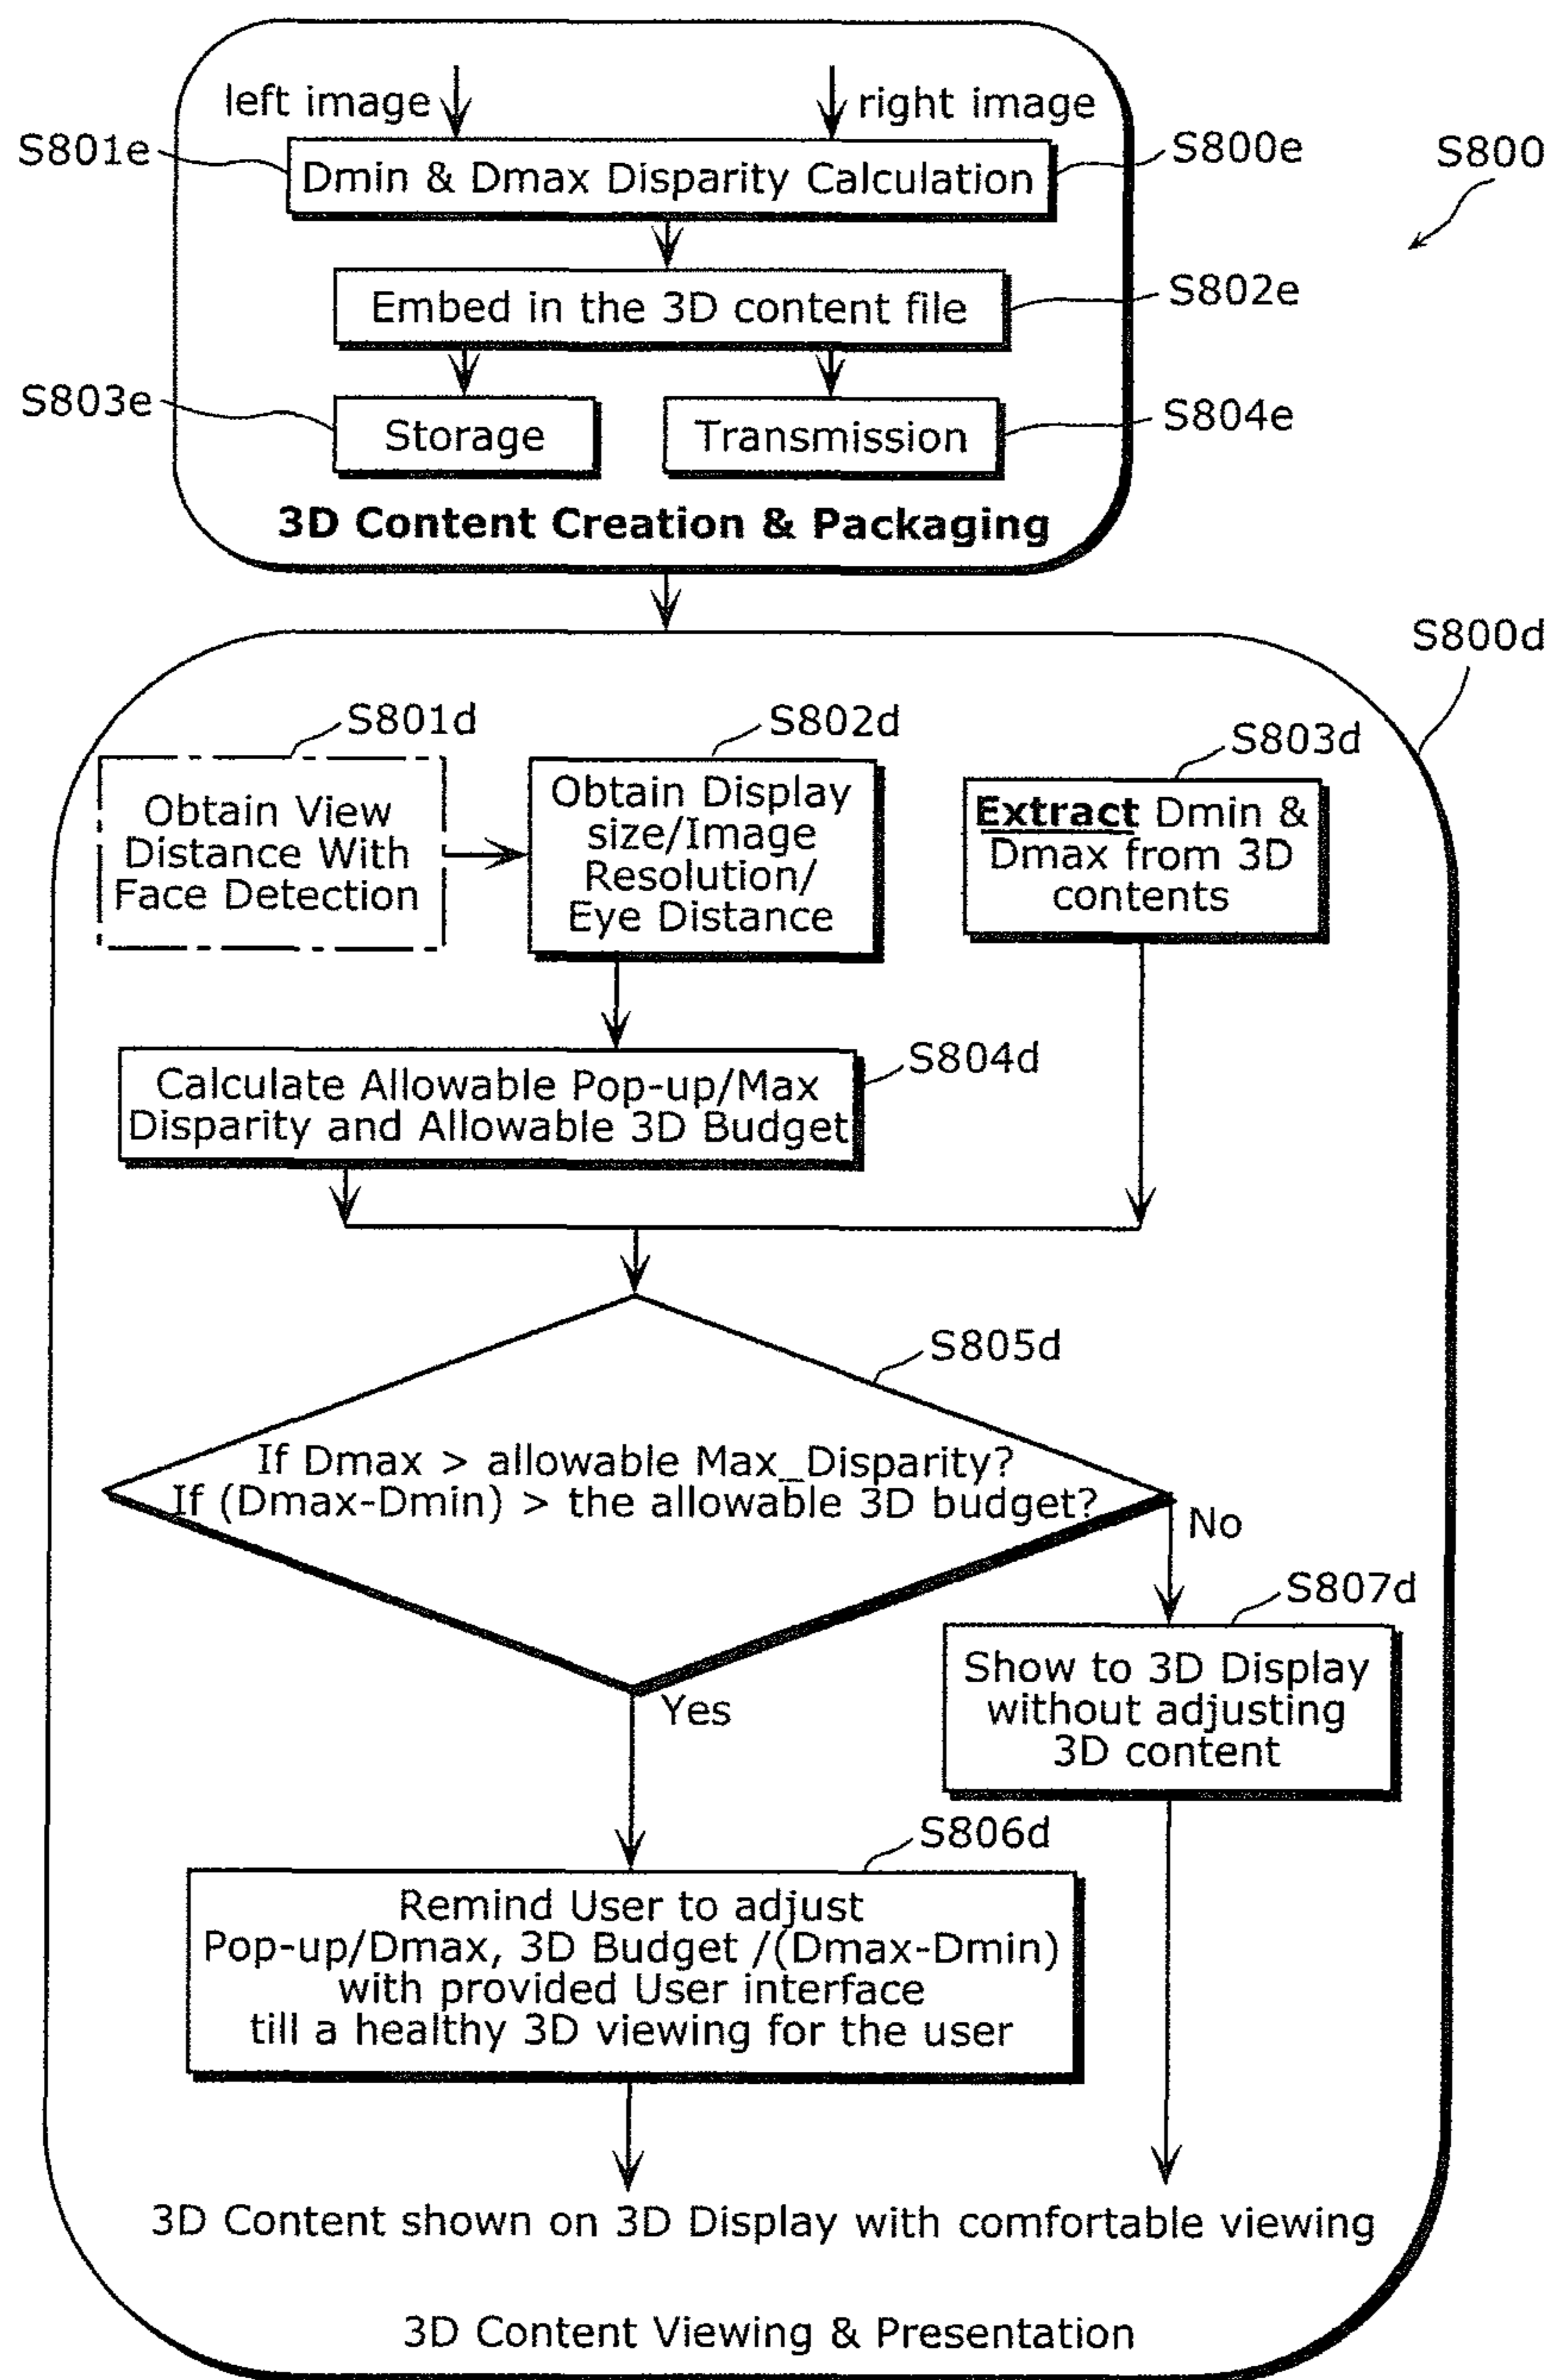 left image
right image
S801e
Dmin & Dmax Disparity Calculation
S800e
S800
Embed in the 3D content file
S802e
S803e
Storage
Transmission
S804e
3D Content Creation & Packaging
S800d
S801d
S802d
S803d
Obtain View
Distance With
Face Detection
Obtain Display
size/Image
Resolution/
Eye Distance
Extract Dmin &
Dmax from 3D
contents
S804d
Calculate Allowable Pop-up/Max
Disparity and Allowable 3D Budget
S805d
If Dmax > allowable Max_Disparity?
If (Dmax-Dmin) > the allowable 3D budget?
No
S807d
Show to 3D Display
without adjusting
3D content
Yes
S806d
Remind User to adjust
Pop-up/Dmax, 3D Budget /(Dmax-Dmin)
with provided User interface
till a healthy 3D viewing for the user
3D Content shown on 3D Display with comfortable viewing
3D Content Viewing & Presentation